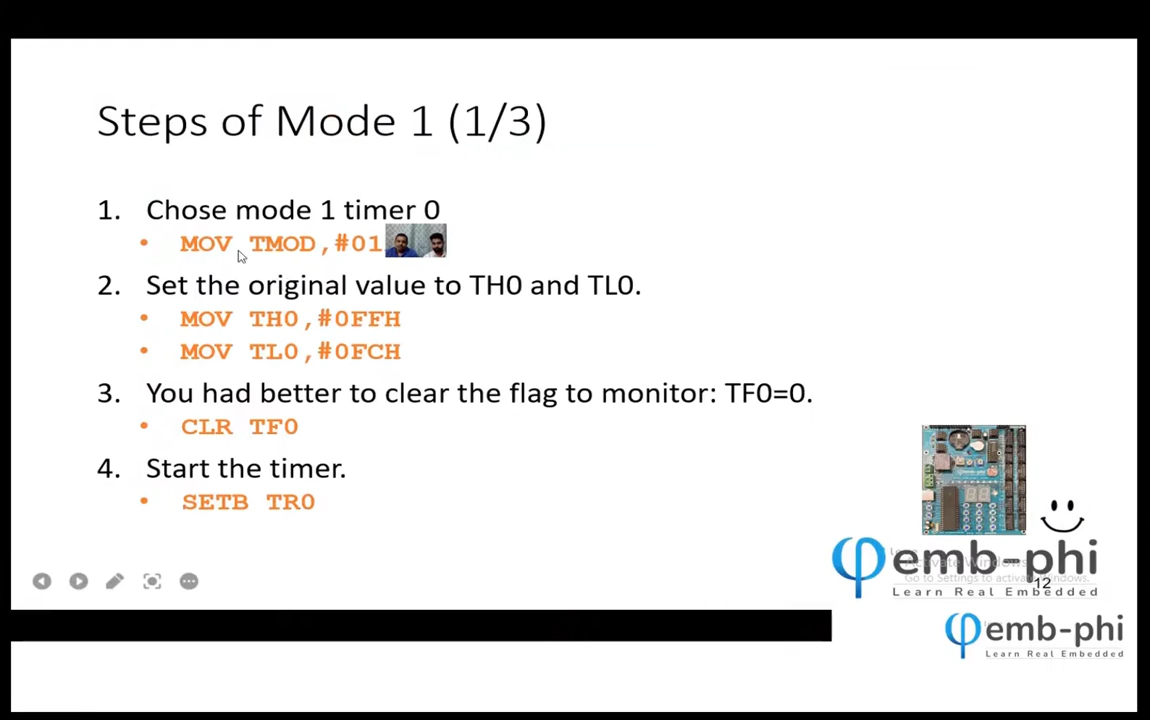 Steps of Mode 1 (1/3)
1. Chose mode 1 timer 0
• MOV TMOD,#01
2. Set the original value to TH0 and TL0.
• MOV TH0,#0FFH
• MOV TL0,#0FCH
3. You had better to clear the flag to monitor: TF0=0.
• CLR TF0
4. Start the timer.
• SETB TR0
emb-phi
Activate Windows
Go to Settings to activate Windows.
12
Learn Real Embedded
emb-phi
Learn Real Embedded